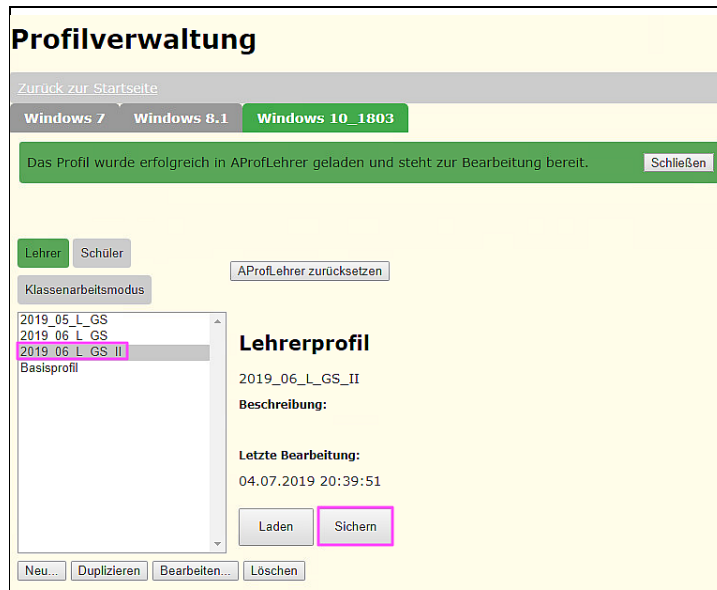 Profilverwaltung
Zurück zur Startseite
Windows 7 Windows 8.1 Windows 10_1803
Das Profil wurde erfolgreich in AProfLehrer geladen und steht zur Bearbeitung bereit. Schließen
Lehrer Schüler
AProfLehrer zurücksetzen
Klassenarbeitsmodus
2019_05_L_GS
2019_06_L_GS
2019_06_L_GS_II
Basisprofil
Lehrerprofil
2019_06_L_GS_II
Beschreibung:
Letzte Bearbeitung:
04.07.2019 20:39:51
Laden Sichern
Neu... Duplizieren Bearbeiten... Löschen